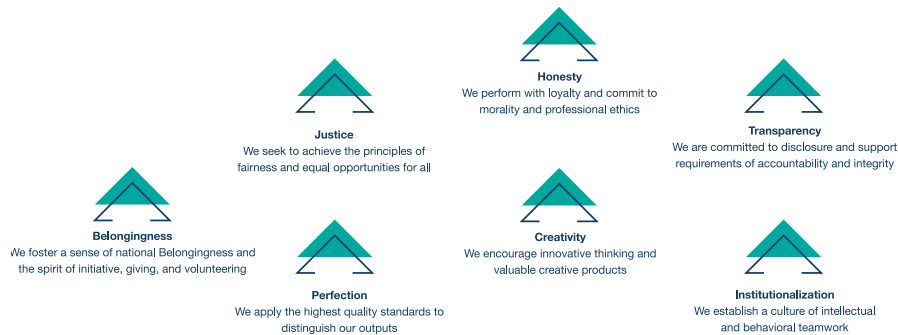 Honesty
We perform with loyalty and commit to
morality and professional ethics
Justice
We seek to achieve the principles of
fairness and equal opportunities for all
Transparency
We are committed to disclosure and support
requirements of accountability and integrity
Belongingness
We foster a sense of national Belongingness and
the spirit of initiative, giving, and volunteering
Creativity
We encourage innovative thinking and
valuable creative products
Perfection
We apply the highest quality standards to
distinguish our outputs
Institutionalization
We establish a culture of intellectual
and behavioral teamwork